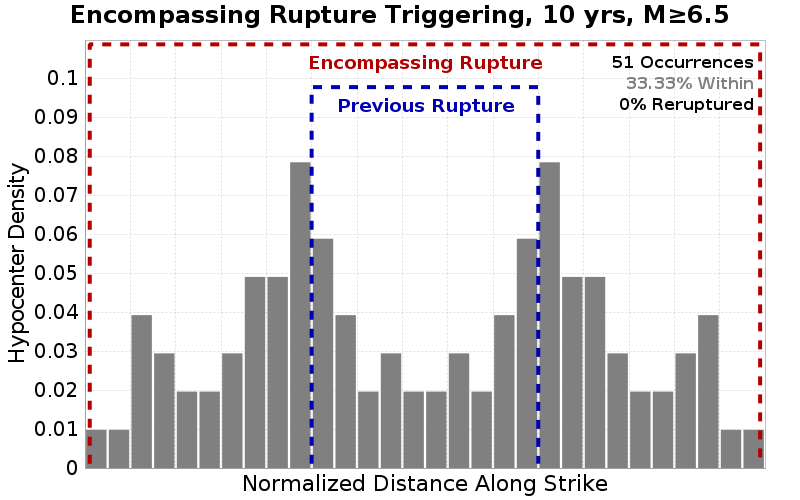 Encompassing Rupture Triggering, 10 yrs, M≥6.5
Encompassing Rupture
51 Occurrences
33.33% Within
0% Reruptured
Previous Rupture
Hypocenter Density
0.1
0.09
0.08
0.07
0.06
0.05
0.04
0.03
0.02
0.01
0
Normalized Distance Along Strike